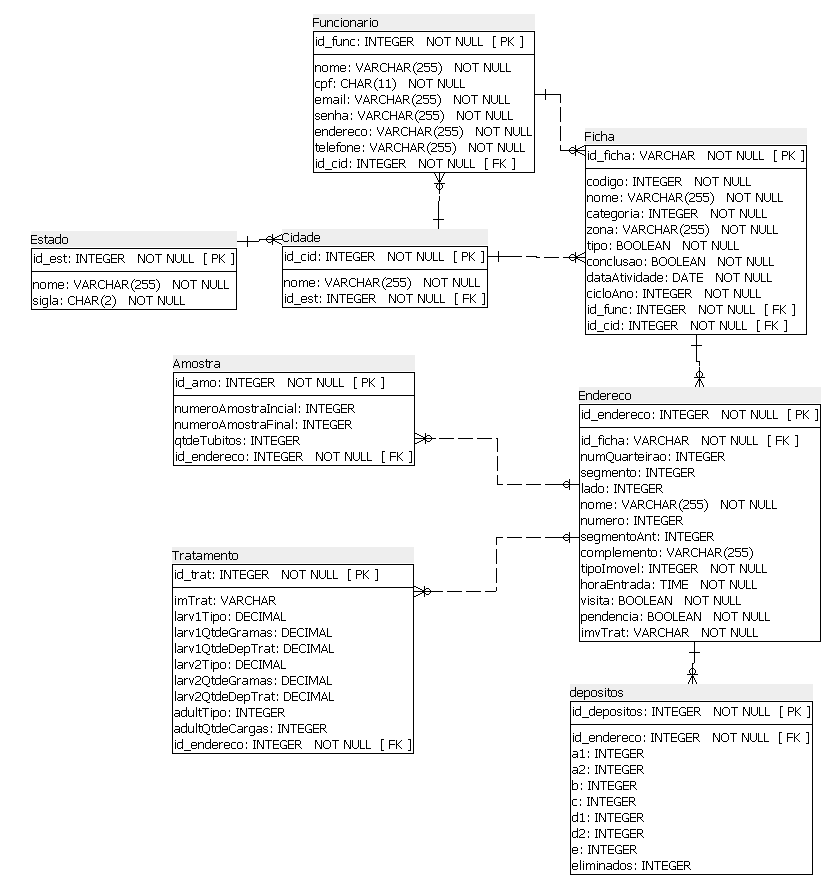 Funcionario
id_func: INTEGER NOT NULL [ PK ]
nome: VARCHAR(255) NOT NULL
cpf: CHAR(11) NOT NULL
email: VARCHAR(255) NOT NULL
senha: VARCHAR(255) NOT NULL
endereco: VARCHAR(255) NOT NULL
telefone: VARCHAR(255) NOT NULL
id_cid: INTEGER NOT NULL [ FK ]
Ficha
id_ficha: VARCHAR NOT NULL [ PK ]
codigo: INTEGER NOT NULL
nome: VARCHAR(255) NOT NULL
categoria: INTEGER NOT NULL
zona: VARCHAR(255) NOT NULL
tipo: BOOLEAN NOT NULL
conclusao: BOOLEAN NOT NULL
dataAtividade: DATE NOT NULL
cicloAno: INTEGER NOT NULL
id_func: INTEGER NOT NULL [ FK ]
id_cid: INTEGER NOT NULL [ FK ]
Estado
id_est: INTEGER NOT NULL [ PK ]
nome: VARCHAR(255) NOT NULL
sigla: CHAR(2) NOT NULL
Cidade
id_cid: INTEGER NOT NULL [ PK ]
nome: VARCHAR(255) NOT NULL
id_est: INTEGER NOT NULL [ FK ]
Amostra
id_amo: INTEGER NOT NULL [ PK ]
numeroAmostraIncial: INTEGER
numeroAmostraFinal: INTEGER
qtdeTubitos: INTEGER
id_endereco: INTEGER NOT NULL [ FK ]
Endereco
id_endereco: INTEGER NOT NULL [ PK ]
id_ficha: VARCHAR NOT NULL [ FK ]
numQuarteirao: INTEGER
segmento: INTEGER
lado: INTEGER
nome: VARCHAR(255) NOT NULL
numero: INTEGER
segmentoAnt: INTEGER
complemento: VARCHAR(255)
tipoImovel: INTEGER NOT NULL
horaEntrada: TIME NOT NULL
visita: BOOLEAN NOT NULL
pendencia: BOOLEAN NOT NULL
imvTrat: VARCHAR NOT NULL
Tratamento
id_trat: INTEGER NOT NULL [ PK ]
imTrat: VARCHAR
larv1Tipo: DECIMAL
larv1QtdeGramas: DECIMAL
larv1QtdeDepTrat: DECIMAL
larv2Tipo: DECIMAL
larv2QtdeGramas: DECIMAL
larv2QtdeDepTrat: DECIMAL
adultTipo: INTEGER
adultQtdeCargas: INTEGER
id_endereco: INTEGER NOT NULL [ FK ]
depositos
id_depositos: INTEGER NOT NULL [ PK ]
id_endereco: INTEGER NOT NULL [ FK ]
a1: INTEGER
a2: INTEGER
b: INTEGER
c: INTEGER
d1: INTEGER
d2: INTEGER
e: INTEGER
eliminados: INTEGER